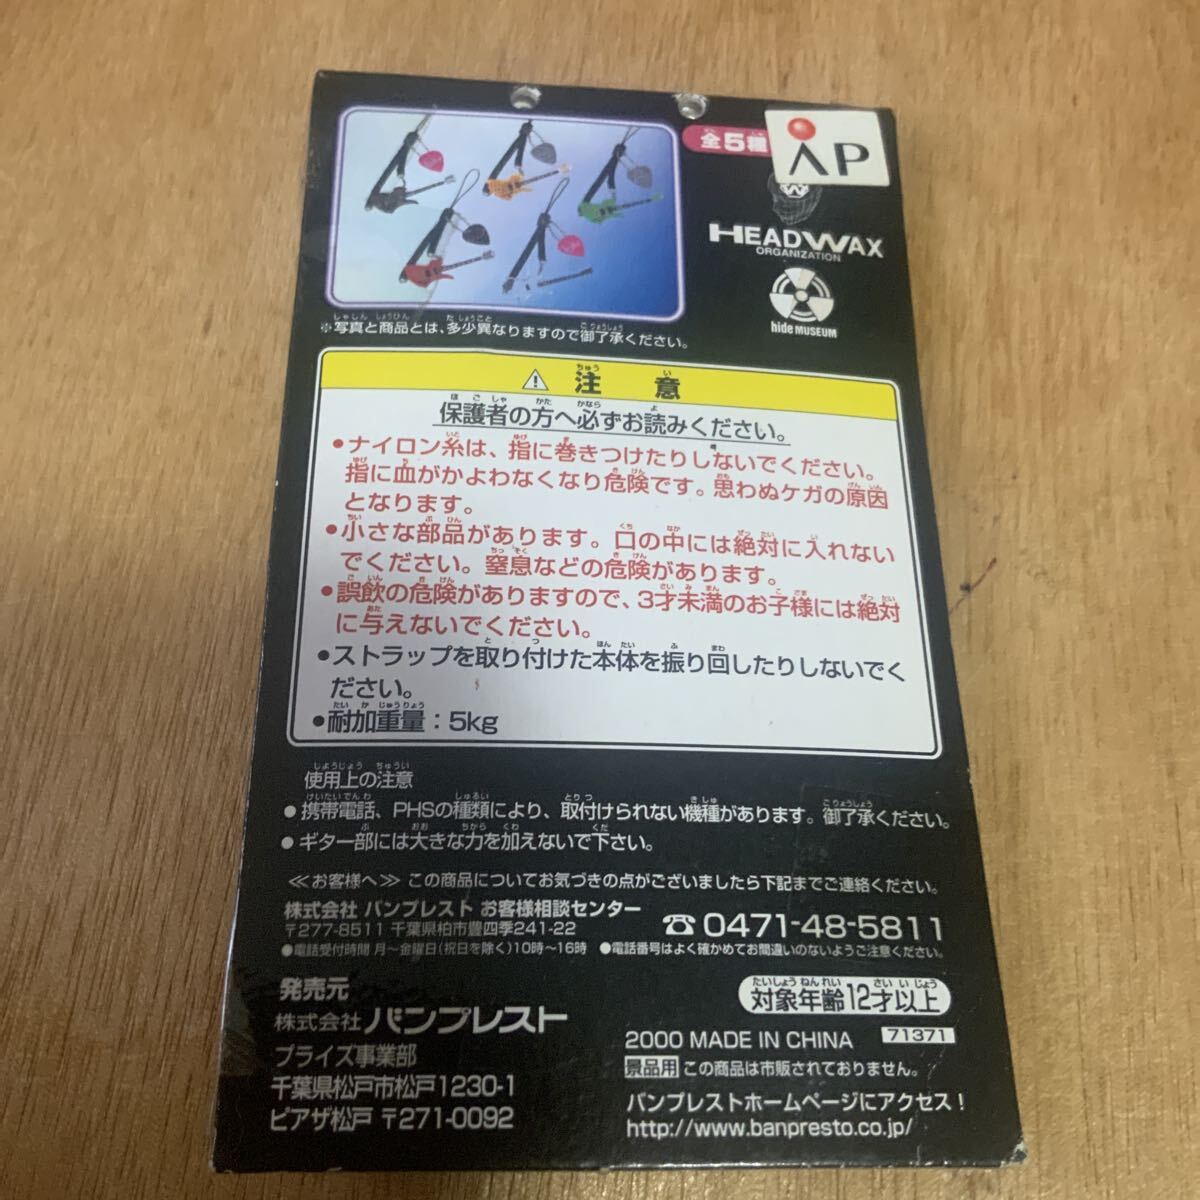 全5種
AP
HEADWAX
ORGANIZATION
hide MUSEUM
※写真と商品とは、多少異なりますので御了承ください。
⚠ 注意
保護者の方へ必ずお読みください。
●ナイロン糸は、指に巻きつけたりしないでください。
指に血がかよわなくなり危険です。思わぬケガの原因
となります。
●小さな部品があります。口の中には絶対に入れない
でください。窒息などの危険があります。
●誤飲の危険がありますので、3才未満のお子様には絶対
に与えないでください。
●ストラップを取り付けた本体を振り回したりしないでく
ださい。
●耐加重量：5kg
使用上の注意
●携帯電話、PHSの種類により、取付けられない機種があります。御了承ください。
●ギター部には大きな力を加えないで下さい。
≪お客様へ≫ この商品についてお気づきの点がございましたら下記までご連絡ください。
株式会社 バンプレスト お客様相談センター
〒277-8511 千葉県柏市豊四季241-22
☎ 0471-48-5811
●電話受付時間 月〜金曜日(祝日を除く)10時〜16時 ●電話番号はよく確かめてお間違いのないようご注意ください。
発売元
株式会社 バンプレスト
プライズ事業部
千葉県松戸市松戸1230-1
ピアザ松戸 〒271-0092
対象年齢12才以上
2000 MADE IN CHINA 71371
景品用 この商品は市販されておりません。
バンプレストホームページにアクセス！
http://www.banpresto.co.jp/